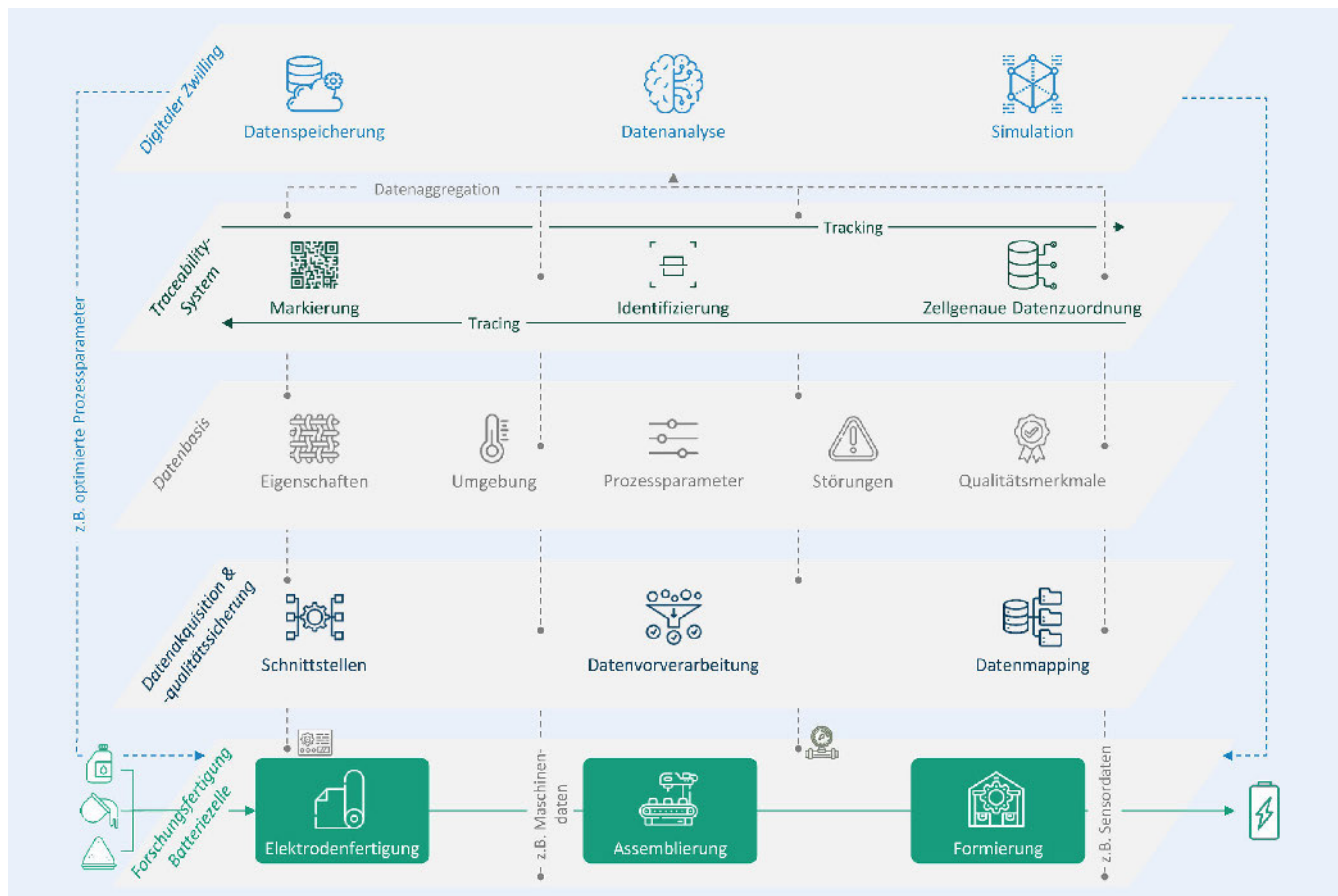 Digitaler Zwilling
Datenspeicherung
Datenanalyse
Simulation
Datenaggregation
Traceability-
System
Tracking
Markierung
Identifizierung
Zellgenaue Datenzuordnung
Tracing
z.B. optimierte Prozessparameter
Datenbasis
Eigenschaften
Umgebung
Prozessparameter
Störungen
Qualitätsmerkmale
Datenakquisition &
-qualitätssicherung
Schnittstellen
Datenvorverarbeitung
Datenmapping
Forschungsfertigung
Batteriezelle
Elektrodenfertigung
z.B. Maschinen-
daten
Assemblierung
Formierung
z.B. Sensordaten